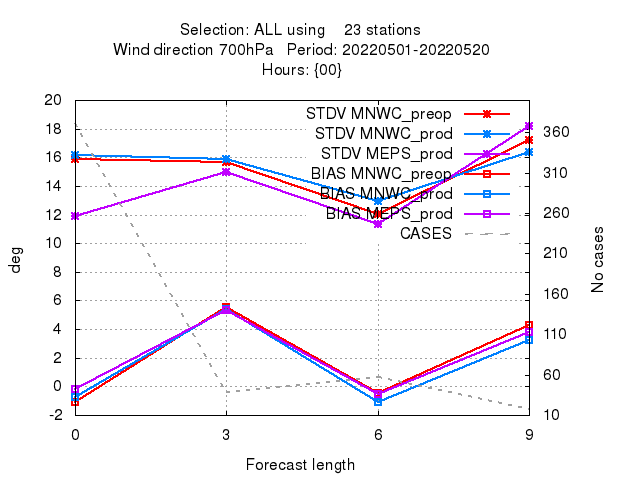 Selection: ALL using 23 stations
Wind direction 700hPa Period: 20220501-20220520
Hours: {00}
STDV MNWC_preop
STDV MNWC_prod
STDV MEPS_prod
BIAS MNWC_preop
BIAS MNWC_prod
BIAS MEPS_prod
CASES
deg
20
18
16
14
12
10
8
6
4
2
0
-2
360
310
260
210
160
110
60
10
No cases
0 3 6 9
Forecast length